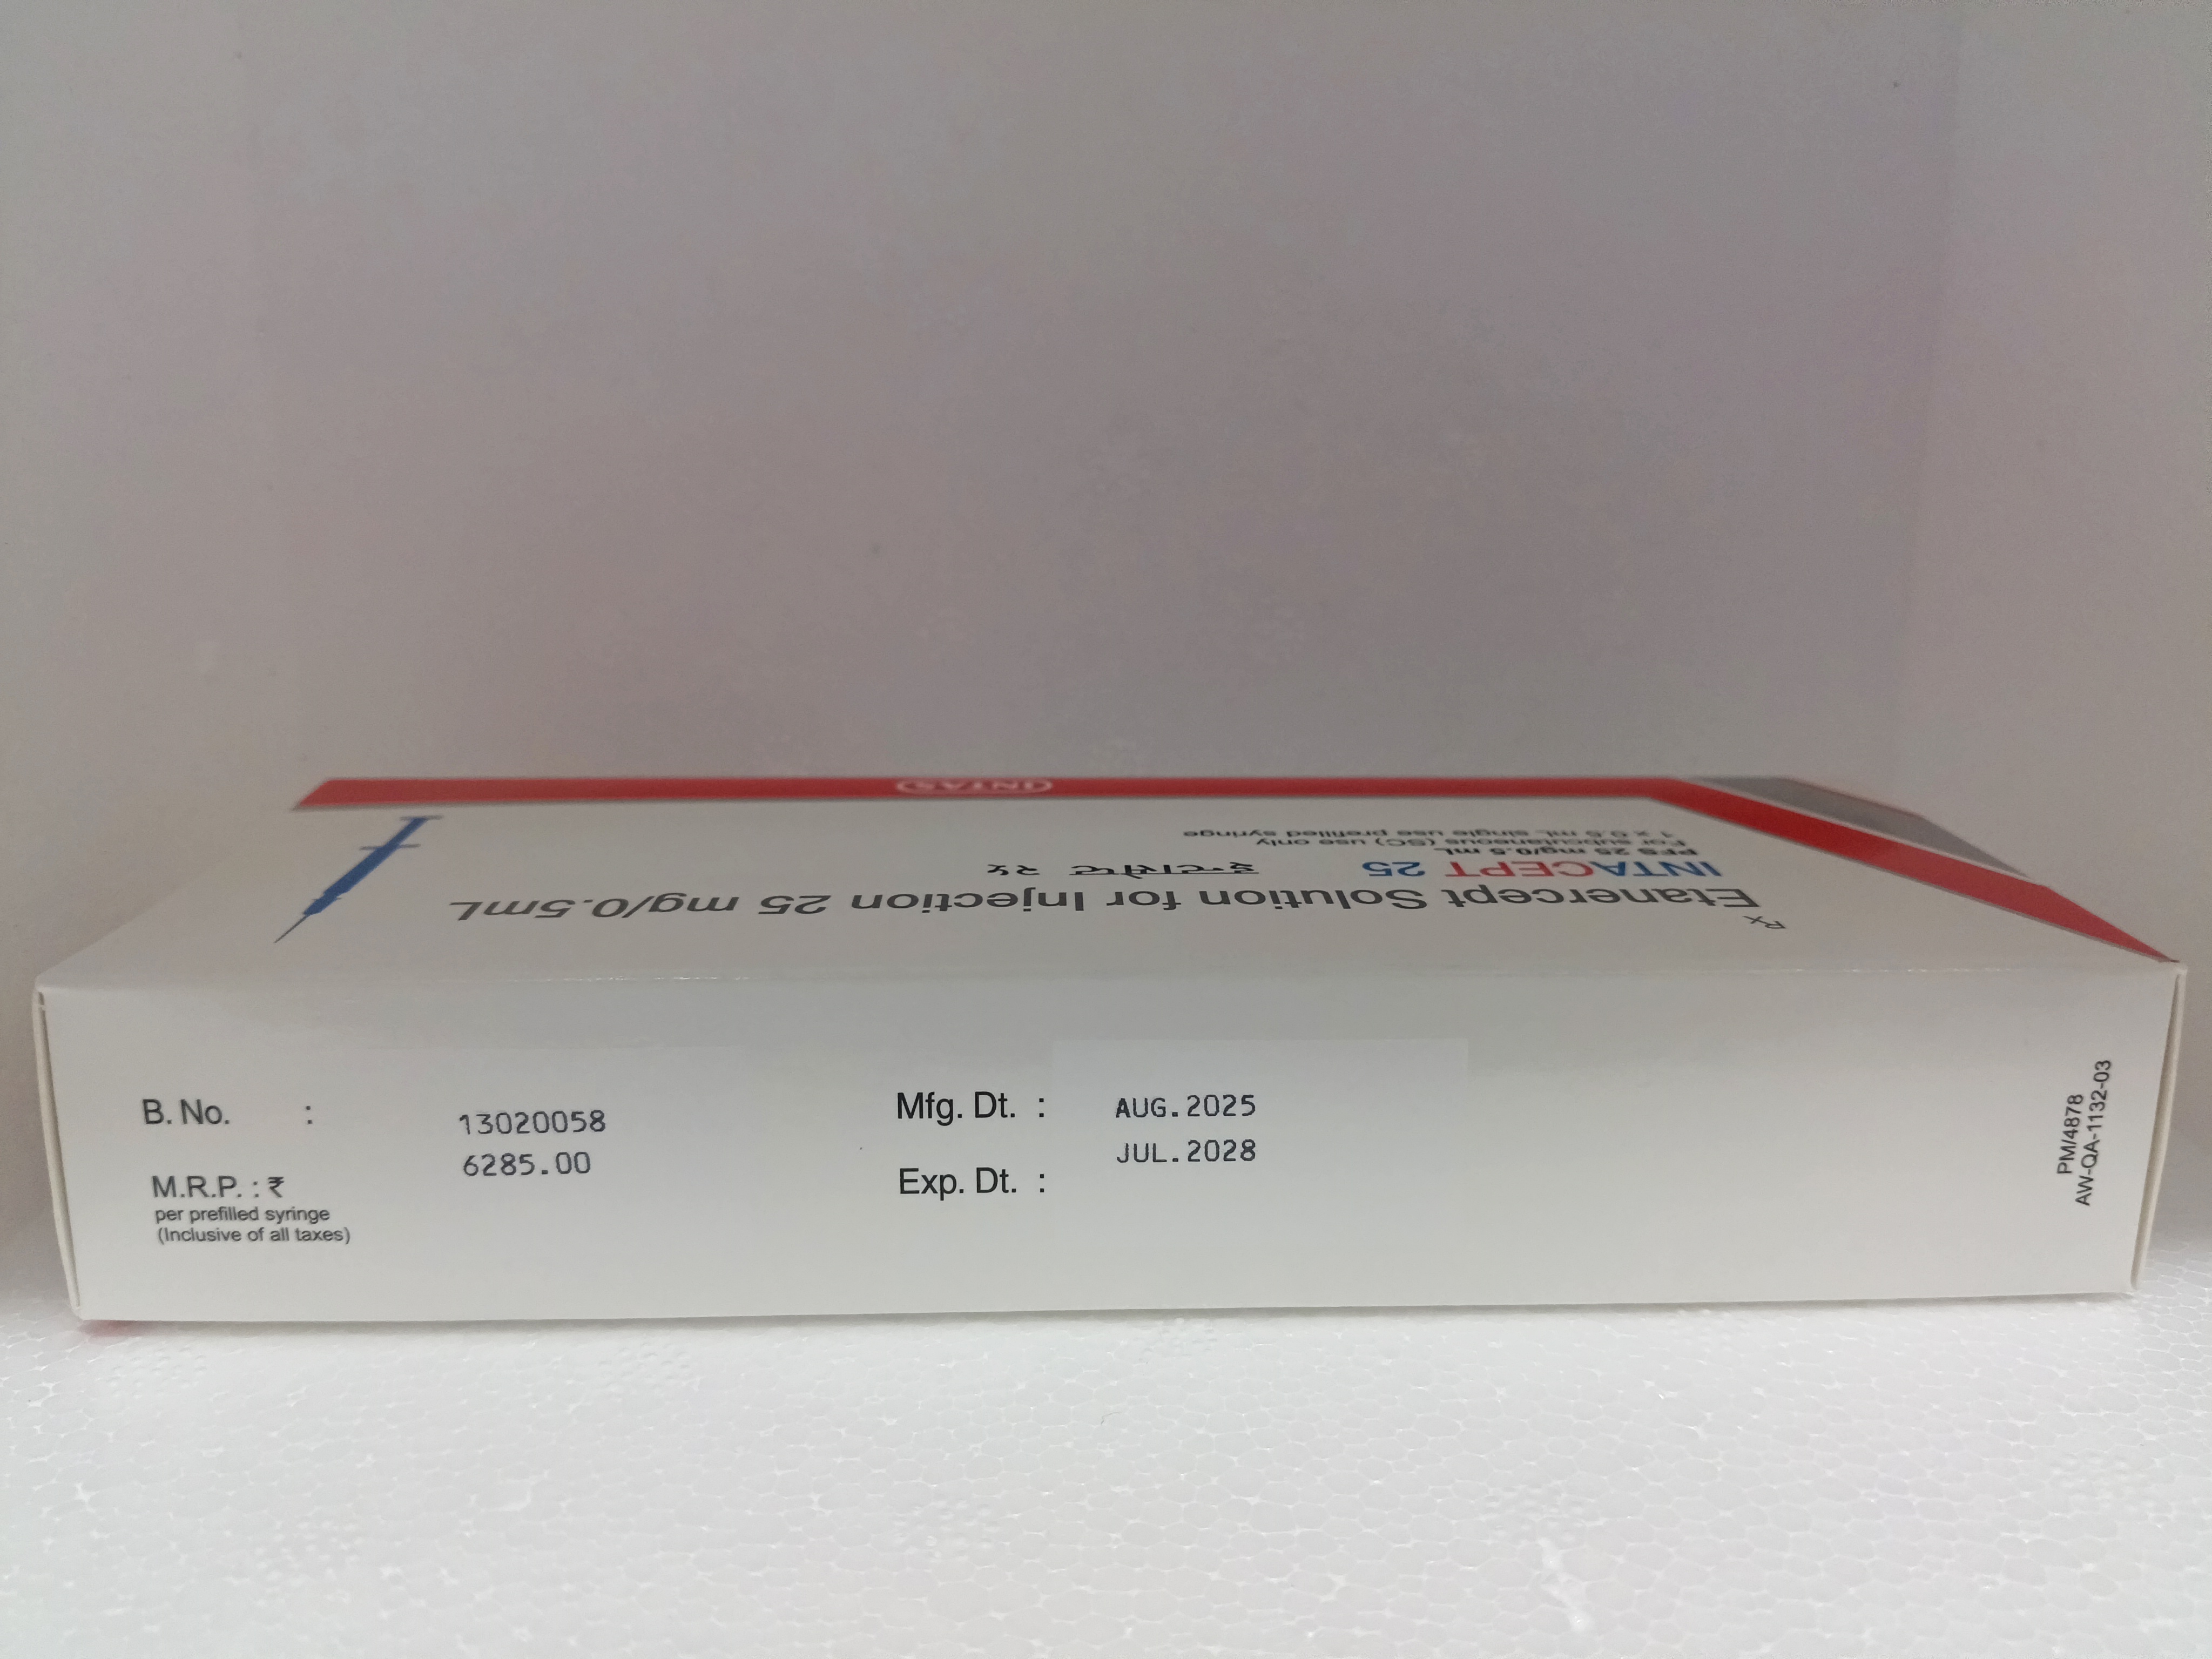 INTAS
1 x 0.5 mL single use prefilled syringe
For subcutaneous (SC) use only
PFS 25 mg/0.5 mL
INTACEPT 25 इन्टासेप्ट २५
Etanercept Solution for Injection 25 mg/0.5mL
Rx
B. No. : 13020058
6285.00
M.R.P. : ₹
per prefilled syringe
(Inclusive of all taxes)
Mfg. Dt. : AUG.2025
JUL.2028
Exp. Dt. :
PM/4878
AW-QA-1132-03